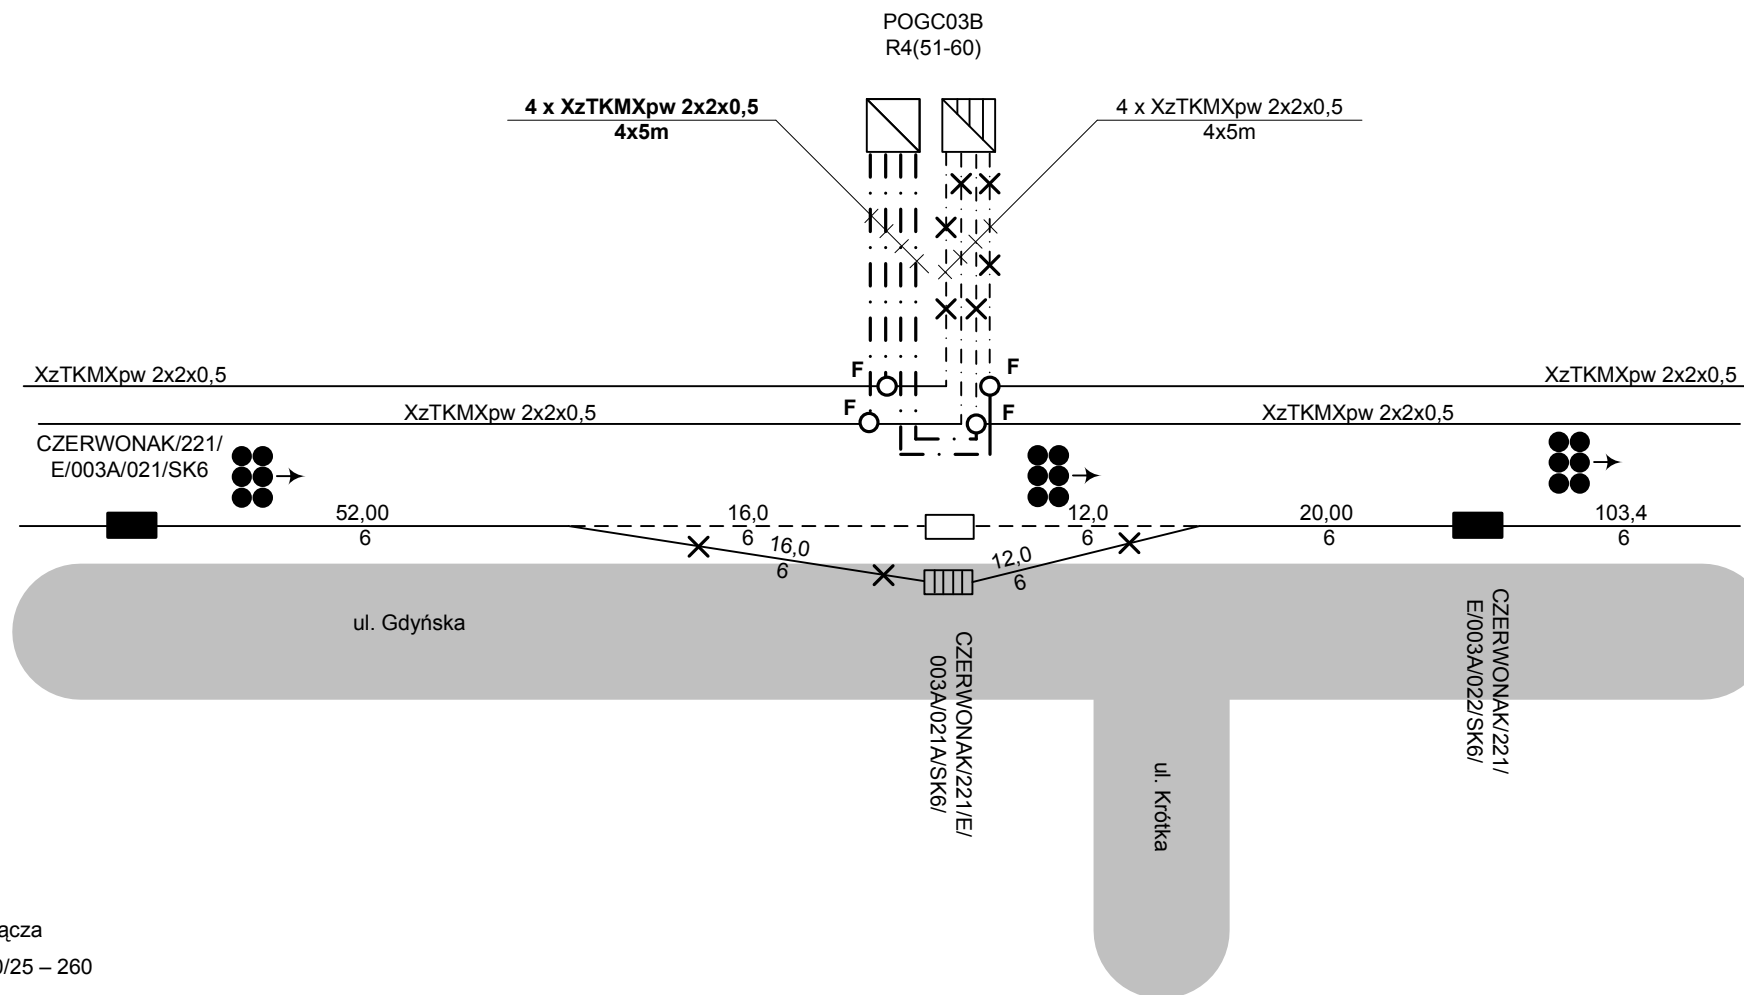 POGC03B
R4(51-60)
4 x XzTKMXpw 2x2x0,5
4x5m
4 x XzTKMXpw 2x2x0,5
4x5m
XzTKMXpw 2x2x0,5
F
F
XzTKMXpw 2x2x0,5
XzTKMXpw 2x2x0,5
F
F
XzTKMXpw 2x2x0,5
CZERWONAK/221/
E/003A/021/SK6
52,00
6
16,0
6
12,0
6
20,00
6
103,4
6
16,0
6
12,0
6
ul. Gdyńska
CZERWONAK/221/E/
003A/021A/SK6/
CZERWONAK/221/
E/003A/022/SK6/
ul. Krótka
ącza
0/25 – 260